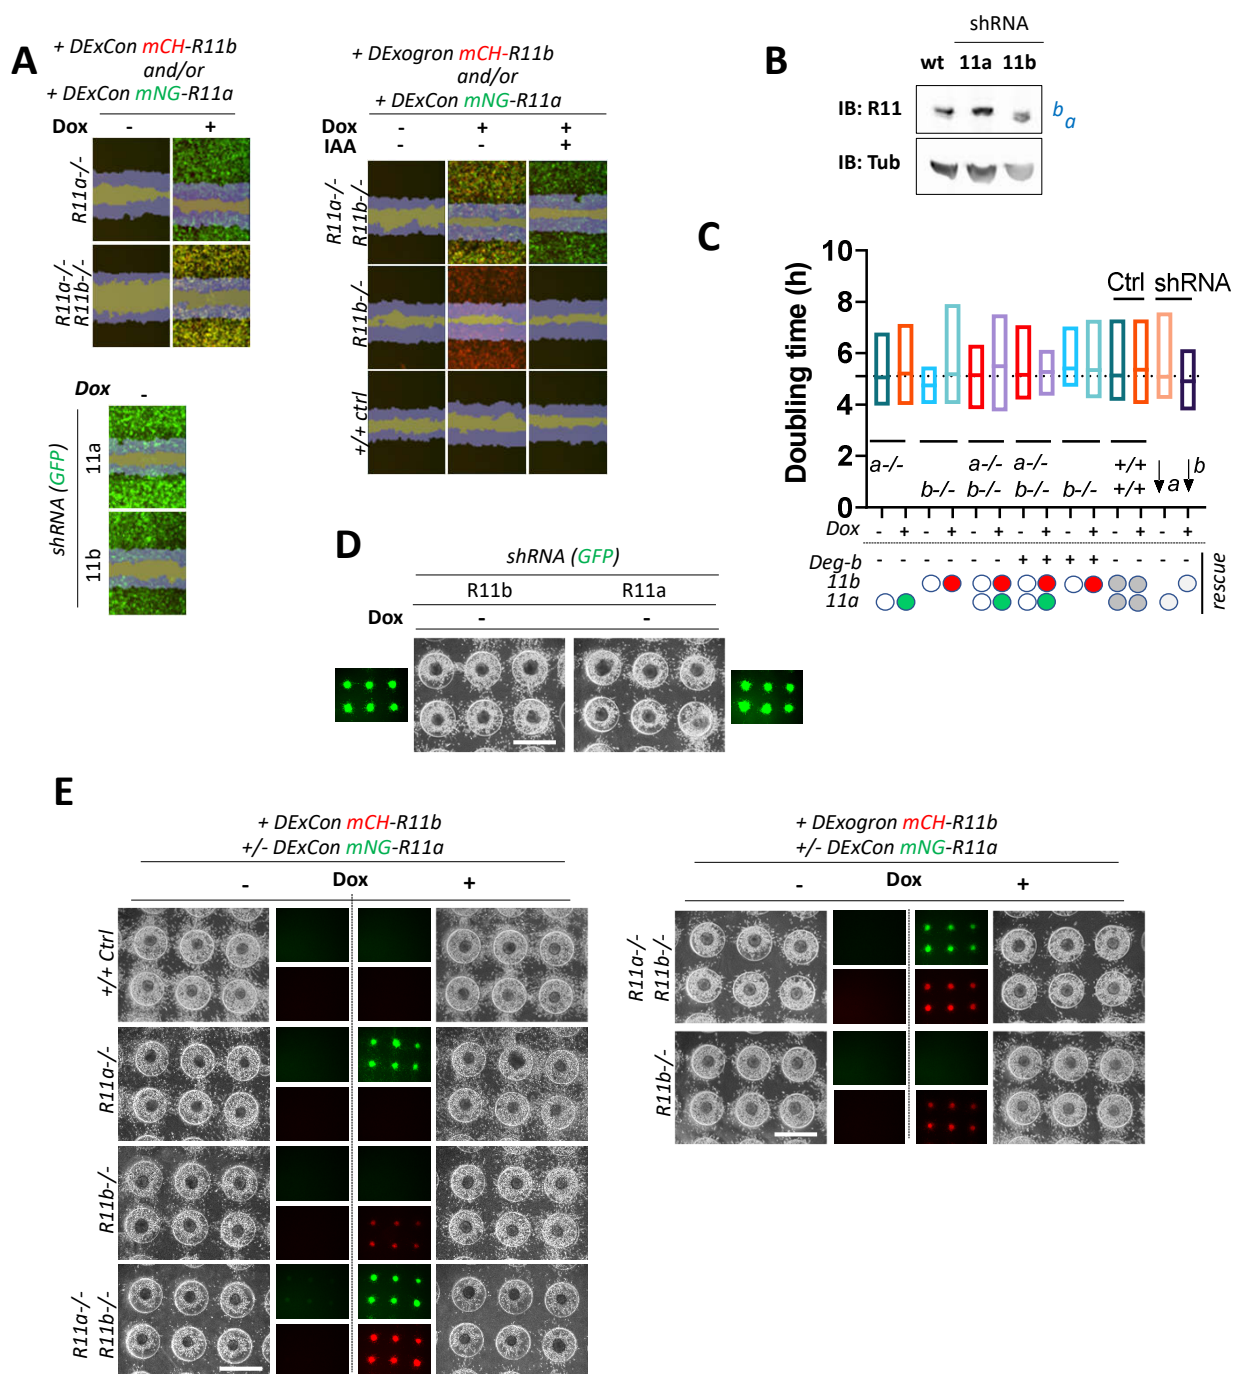 A
+ DExCon mCH-R11b
and/or
+ DExCon mNG-R11a
Dox - +
R11a-/-
R11a-/-
R11b-/-
Dox
-
shRNA (GFP)
11a
11b
+ DExogron mCH-R11b
and/or
+ DExCon mNG-R11a
Dox - + +
IAA - - +
R11a-/-
R11b-/-
R11b-/-
+/+ ctrl
B
shRNA
wt 11a 11b
IB: R11
b
a
IB: Tub
C
Doubling time (h)
10
8
6
4
2
0
Ctrl shRNA
a-/- a-/- a-/- +/+ b
b-/- b-/- b-/- b-/- +/+ a
Dox - + - + - + - + - + - + - +
Deg-b - - - - - - + + + + - - - -
11b
11a
rescue
D
shRNA (GFP)
R11b R11a
Dox - -
E
+ DExCon mCH-R11b
+/- DExCon mNG-R11a
- Dox +
+/+ Ctrl
R11a-/-
R11b-/-
R11a-/-
R11b-/-
+ DExogron mCH-R11b
+/- DExCon mNG-R11a
- Dox +
R11a-/-
R11b-/-
R11b-/-